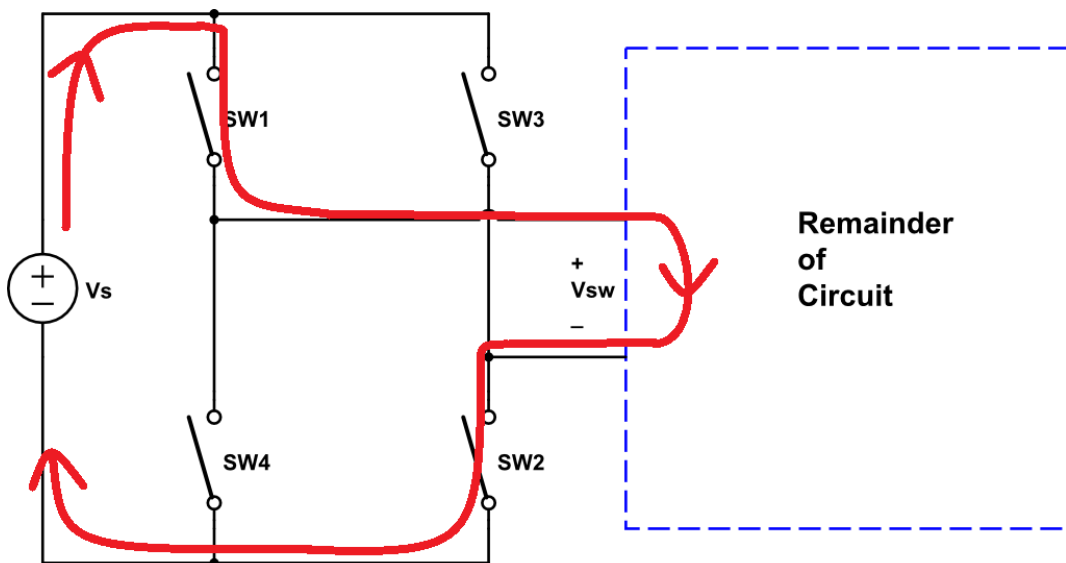 SW1
SW3
+
Vsw
–
Remainder
of
Circuit
+
–
Vs
SW4
SW2